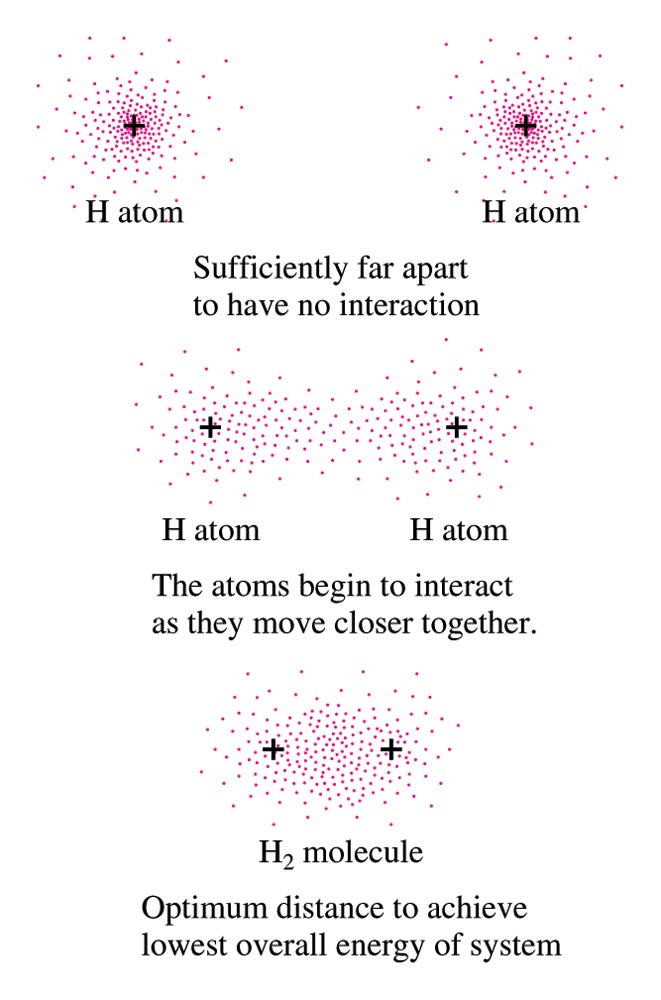 H atom
H atom
Sufficiently far apart
to have no interaction
H atom
H atom
The atoms begin to interact
as they move closer together.
H₂ molecule
Optimum distance to achieve
lowest overall energy of system